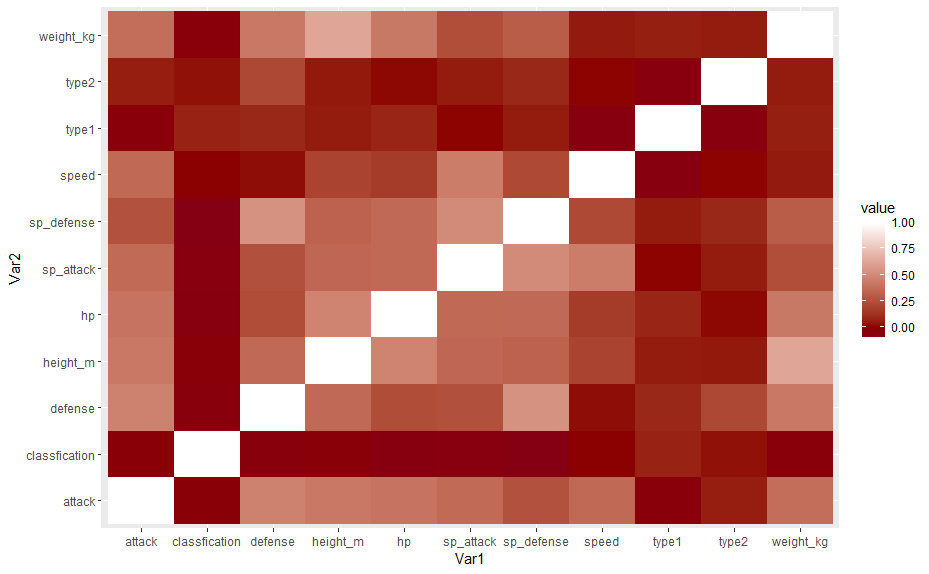 weight_kg
type2
type1
speed
sp_defense
sp_attack
hp
height_m
defense
classfication
attack
Var2
attack classfication defense height_m hp sp_attack sp_defense speed type1 type2 weight_kg
Var1
value
1.00
0.75
0.50
0.25
0.00